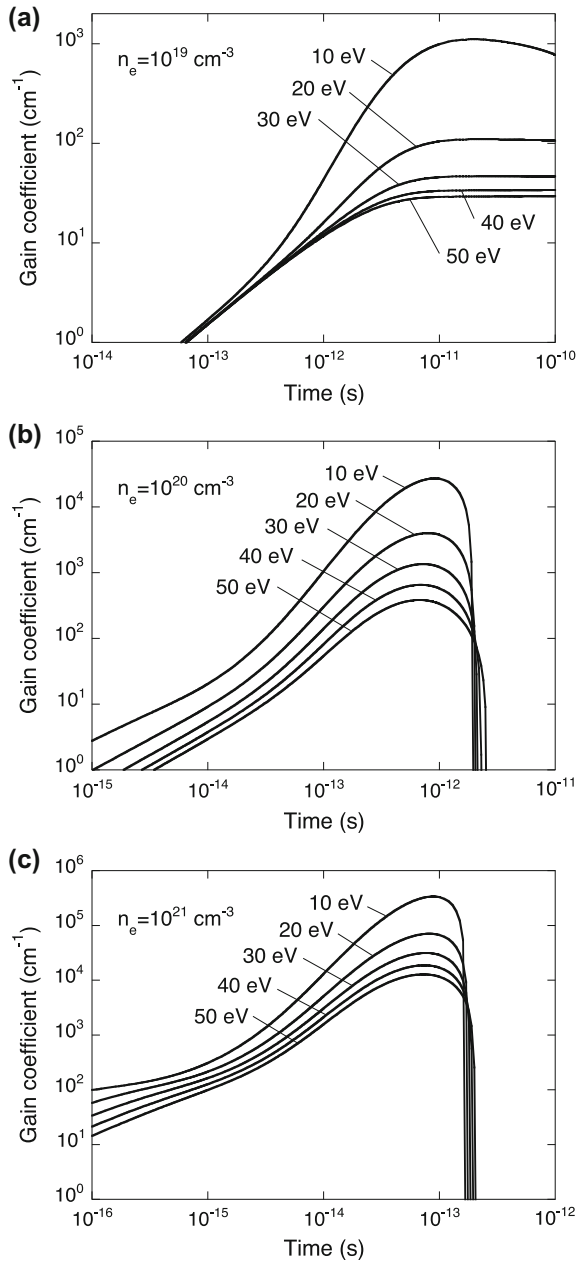 (a)
10³
n_e=10¹⁹ cm⁻³
10 eV
20 eV
30 eV
10²
10¹
40 eV
50 eV
10⁰
Gain coefficient (cm⁻¹)
10⁻¹⁴ 10⁻¹³ 10⁻¹² 10⁻¹¹ 10⁻¹⁰
Time (s)
(b)
10⁵
n_e=10²⁰ cm⁻³
10 eV
10⁴
20 eV
30 eV
10³
40 eV
50 eV
10²
10¹
10⁰
Gain coefficient (cm⁻¹)
10⁻¹⁵ 10⁻¹⁴ 10⁻¹³ 10⁻¹² 10⁻¹¹
Time (s)
(c)
10⁶
n_e=10²¹ cm⁻³
10 eV
10⁵
20 eV
30 eV
10⁴
40 eV
50 eV
10³
10²
10¹
10⁰
Gain coefficient (cm⁻¹)
10⁻¹⁶ 10⁻¹⁵ 10⁻¹⁴ 10⁻¹³ 10⁻¹²
Time (s)